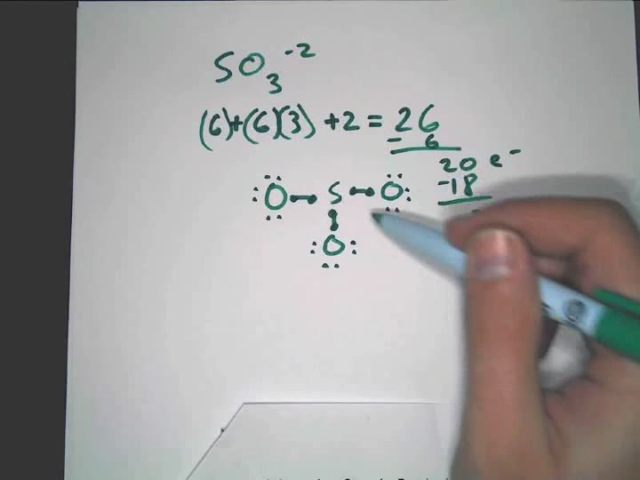 SO3 -2
(6)+(6)(3) +2 = 26
- 6
20 e-
-18
:O — S — O:
:O: